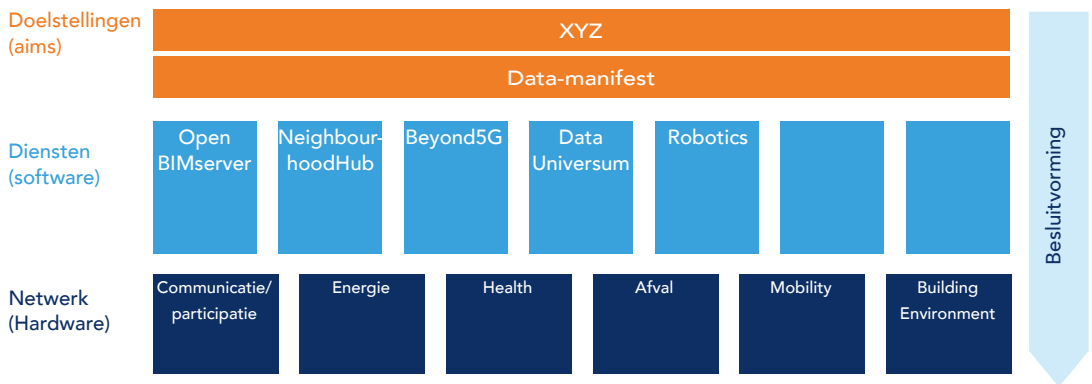 Doelstellingen
(aims)
XYZ
Data-manifest
Diensten
(software)
Open
BIMserver
Neighbour-
hoodHub
Beyond5G
Data
Universum
Robotics
Netwerk
(Hardware)
Communicatie/
participatie
Energie
Health
Afval
Mobility
Building
Environment
Besluitvorming